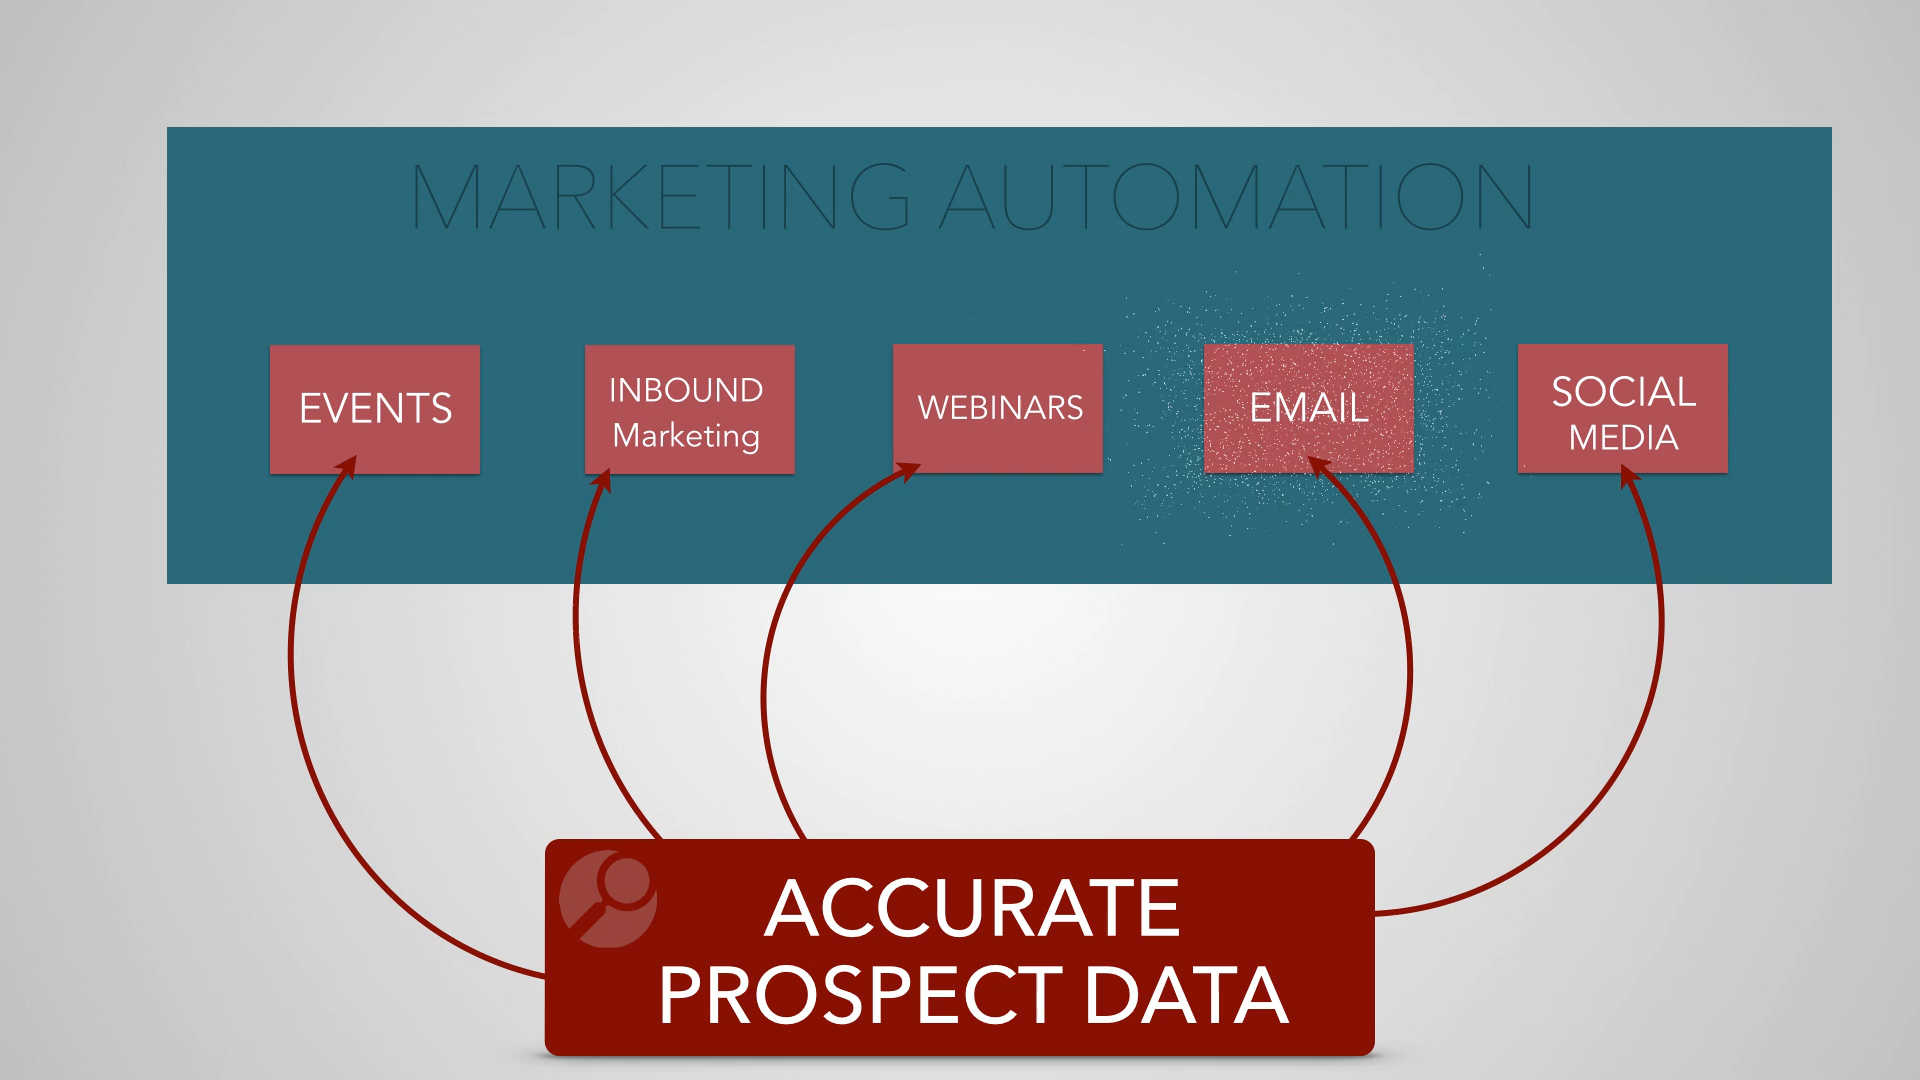 MARKETING AUTOMATION
EVENTS
INBOUND
Marketing
WEBINARS
EMAIL
SOCIAL
MEDIA
ACCURATE
PROSPECT DATA